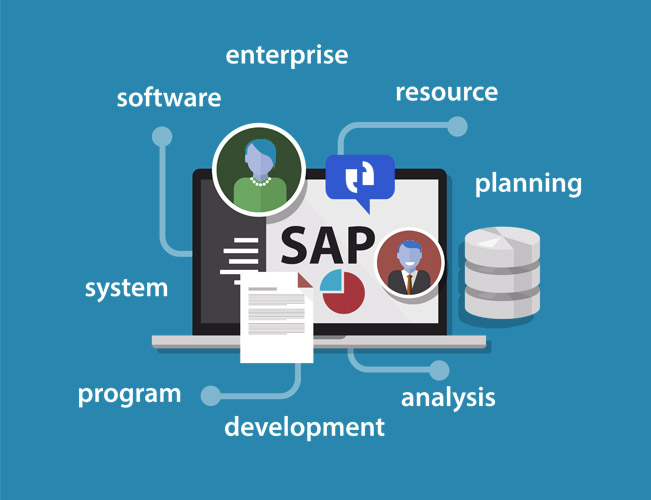 enterprise
software
resource
planning
SAP
system
program
analysis
development